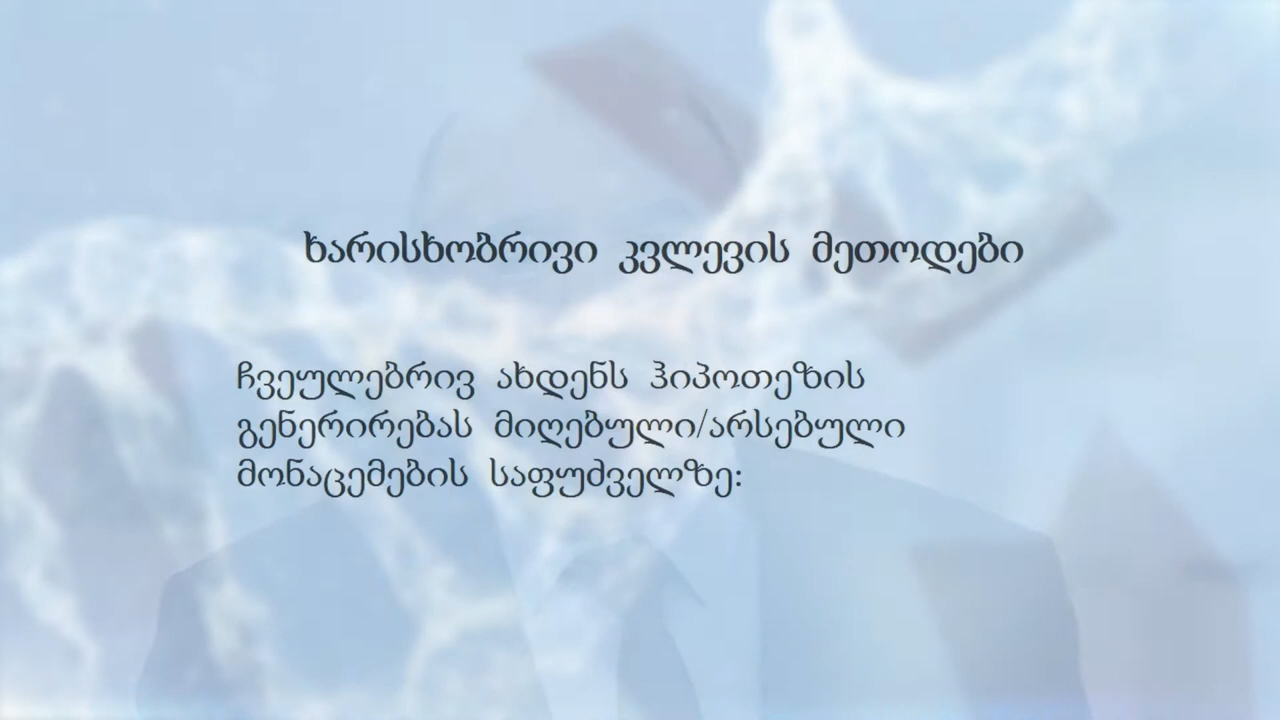 ხარისხობრივი კვლევის მეთოდები
ჩვეულებრივ ახდენს ჰიპოთეზის
გენერირებას მიღებული/არსებული
მონაცემების საფუძველზე: